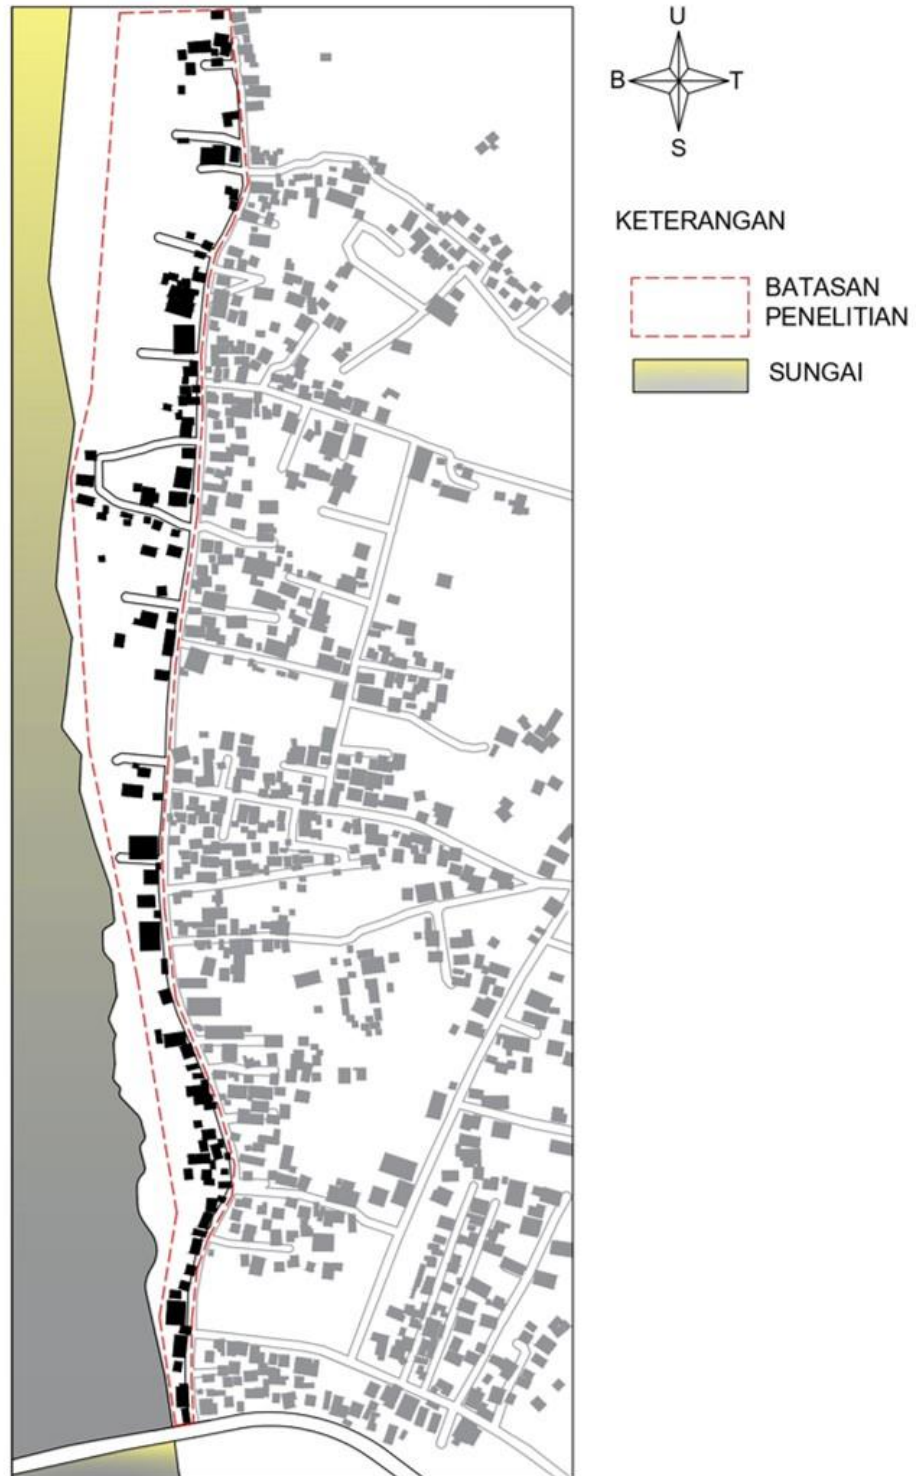 U
B T
S
KETERANGAN
BATASAN
PENELITIAN
SUNGAI